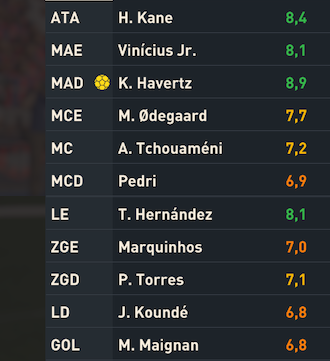 ATA H. Kane 8,4
MAE Vinícius Jr. 8,1
MAD K. Havertz 8,9
MCE M. Ødegaard 7,7
MC A. Tchouaméni 7,2
MCD Pedri 6,9
LE T. Hernández 8,1
ZGE Marquinhos 7,0
ZGD P. Torres 7,1
LD J. Koundé 6,8
GOL M. Maignan 6,8